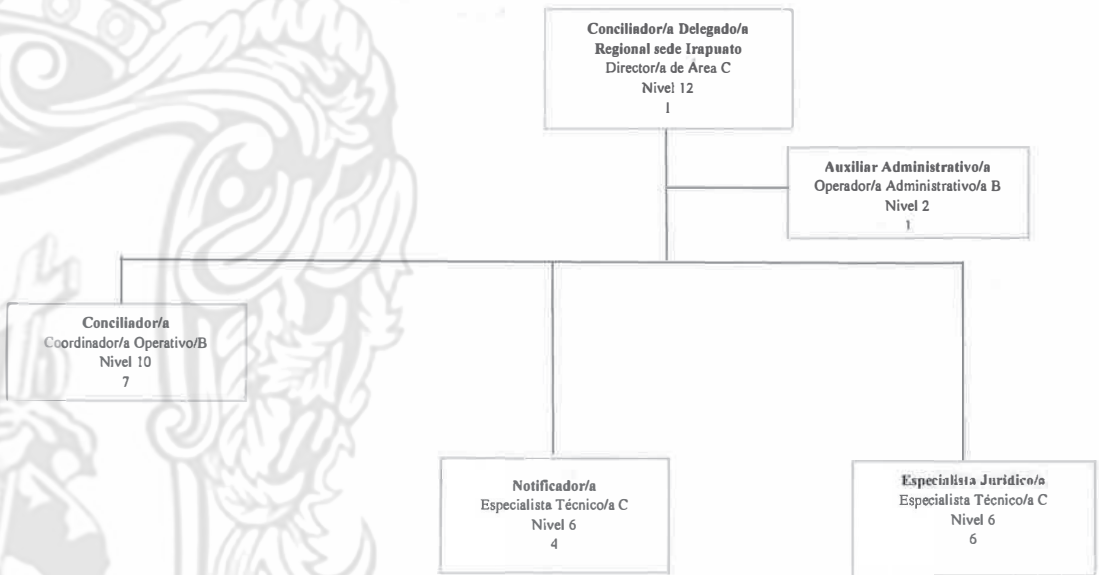 Conciliador/a Delegado/a
Regional sede Irapuato
Director/a de Área C
Nivel 12
1
Auxiliar Administrativo/a
Operador/a Administrativo/a B
Nivel 2
1
Conciliador/a
Coordinador/a Operativo/B
Nivel 10
7
Notificador/a
Especialista Técnico/a C
Nivel 6
4
Especialista Jurídico/a
Especialista Técnico/a C
Nivel 6
6